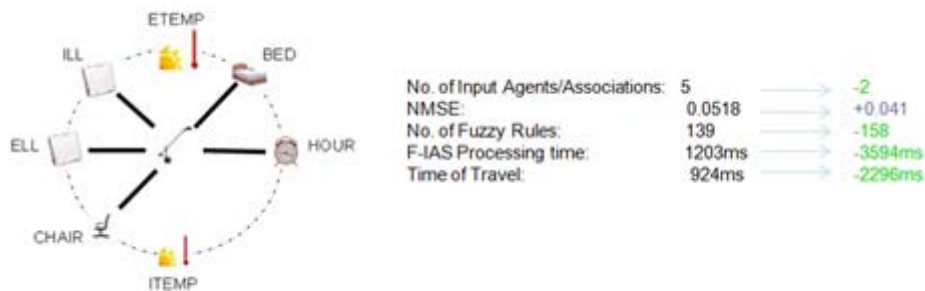 ETEMP
ILL
BED
ELL
HOUR
CHAIR
ITEMP
No. of Input Agents/Associations: 5 -2
NMSE: 0.0518 +0.041
No. of Fuzzy Rules: 139 -158
F-IAS Processing time: 1203ms -3594ms
Time of Travel: 924ms -2296ms